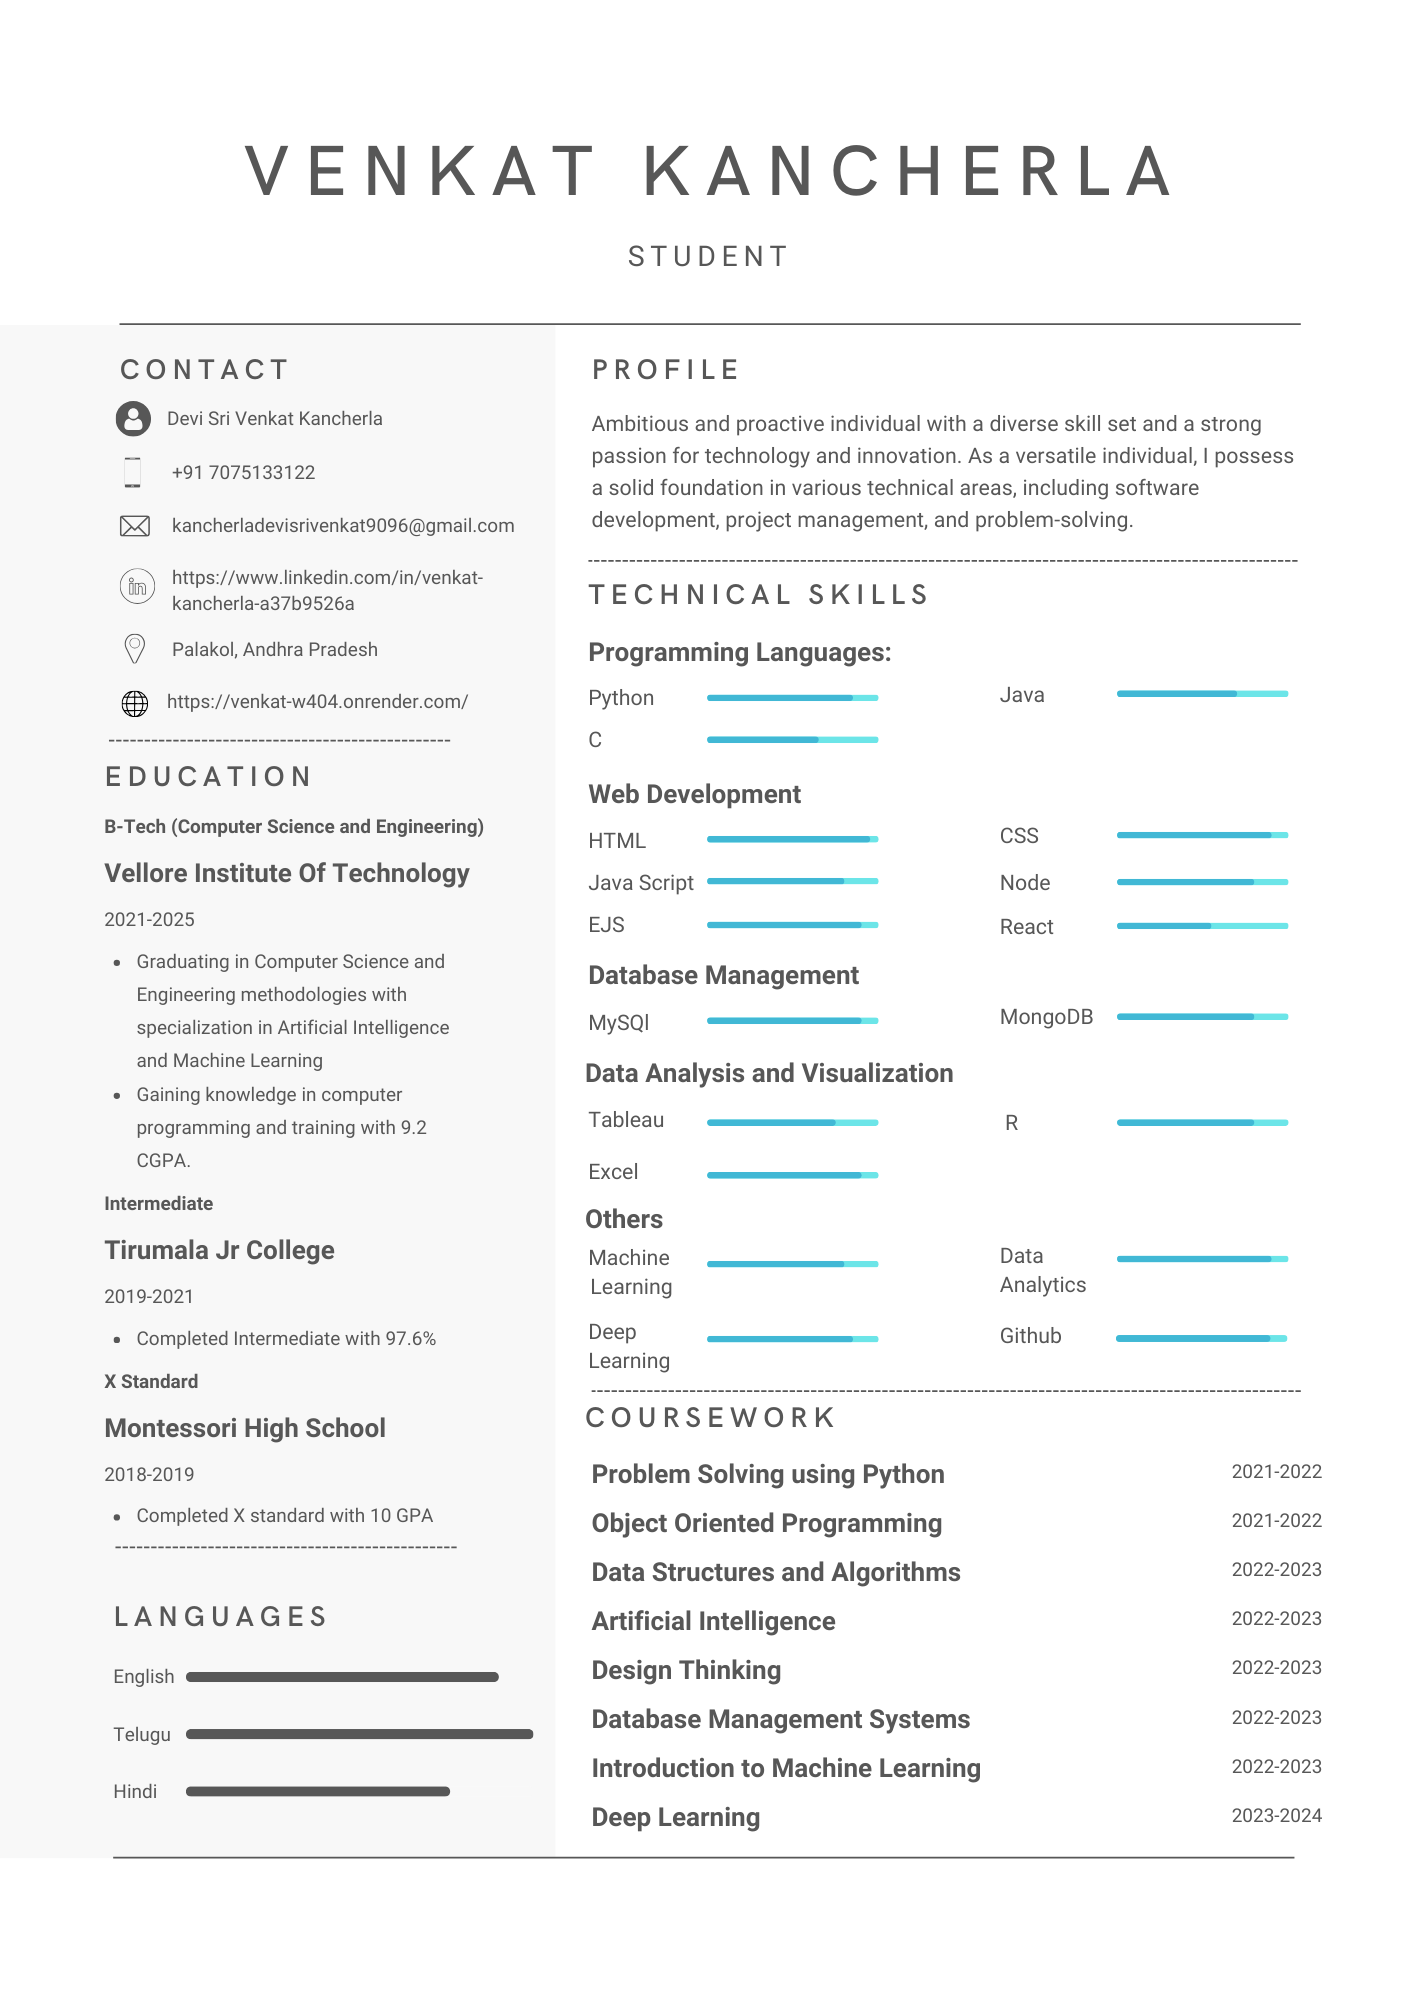 VENKAT KANCHERLA
STUDENT
CONTACT
Devi Sri Venkat Kancherla
+91 7075133122
kancherladevisrivenkat9096@gmail.com
https://www.linkedin.com/in/venkat-
kancherla-a37b9526a
Palakol, Andhra Pradesh
https://venkat-w404.onrender.com/
EDUCATION
B-Tech (Computer Science and Engineering)
Vellore Institute Of Technology
2021-2025
• Graduating in Computer Science and
Engineering methodologies with
specialization in Artificial Intelligence
and Machine Learning
• Gaining knowledge in computer
programming and training with 9.2
CGPA.
Intermediate
Tirumala Jr College
2019-2021
• Completed Intermediate with 97.6%
X Standard
Montessori High School
2018-2019
• Completed X standard with 10 GPA
LANGUAGES
English
Telugu
Hindi
PROFILE
Ambitious and proactive individual with a diverse skill set and a strong
passion for technology and innovation. As a versatile individual, I possess
a solid foundation in various technical areas, including software
development, project management, and problem-solving.
TECHNICAL SKILLS
Programming Languages:
Python Java
C
Web Development
HTML CSS
Java Script Node
EJS React
Database Management
MySQl MongoDB
Data Analysis and Visualization
Tableau R
Excel
Others
Machine Data
Learning Analytics
Deep Github
Learning
COURSEWORK
Problem Solving using Python 2021-2022
Object Oriented Programming 2021-2022
Data Structures and Algorithms 2022-2023
Artificial Intelligence 2022-2023
Design Thinking 2022-2023
Database Management Systems 2022-2023
Introduction to Machine Learning 2022-2023
Deep Learning 2023-2024